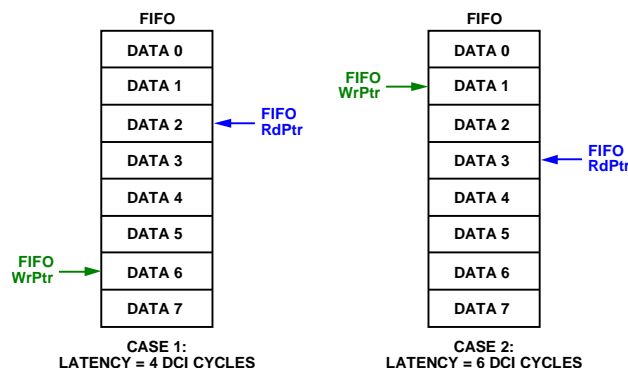 FIFO
DATA 0
DATA 1
DATA 2
DATA 3
DATA 4
DATA 5
DATA 6
DATA 7
FIFO
RdPtr
FIFO
WrPtr
CASE 1:
LATENCY = 4 DCI CYCLES
FIFO
DATA 0
DATA 1
DATA 2
DATA 3
DATA 4
DATA 5
DATA 6
DATA 7
FIFO
WrPtr
FIFO
RdPtr
CASE 2:
LATENCY = 6 DCI CYCLES